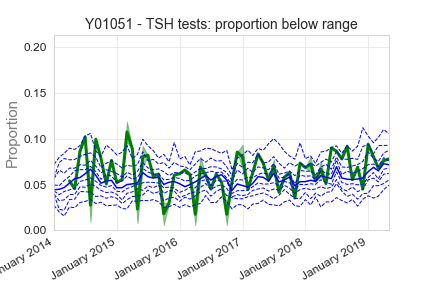 Y01051 - TSH tests: proportion below range
0.20
0.15
0.10
0.05
0.00
Proportion
nuary 2014
January 2015
January 2016
January 2017
January 2018
January 2019